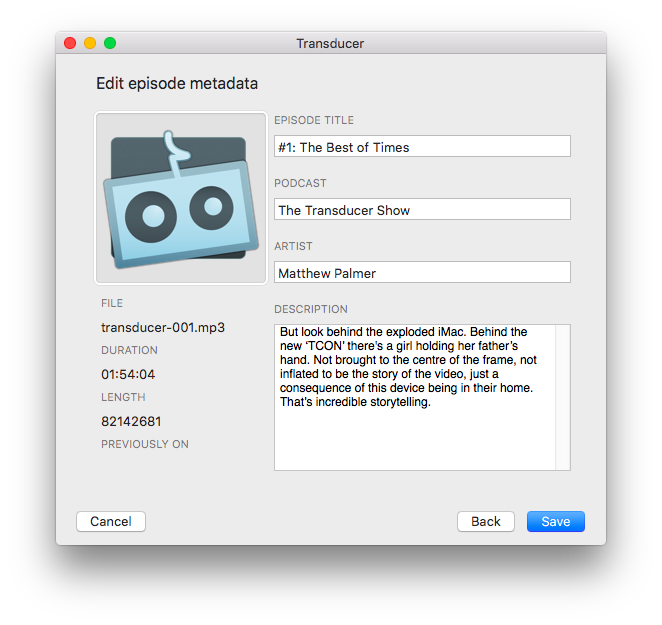 Transducer
Edit episode metadata
EPISODE TITLE
#1: The Best of Times
PODCAST
The Transducer Show
ARTIST
Matthew Palmer
FILE
transducer-001.mp3
DURATION
01:54:04
LENGTH
82142681
PREVIOUSLY ON
DESCRIPTION
But look behind the exploded iMac. Behind the
new ‘TCON’ there’s a girl holding her father’s
hand. Not brought to the centre of the frame, not
inflated to be the story of the video, just a
consequence of this device being in their home.
That’s incredible storytelling.
Cancel
Back
Save